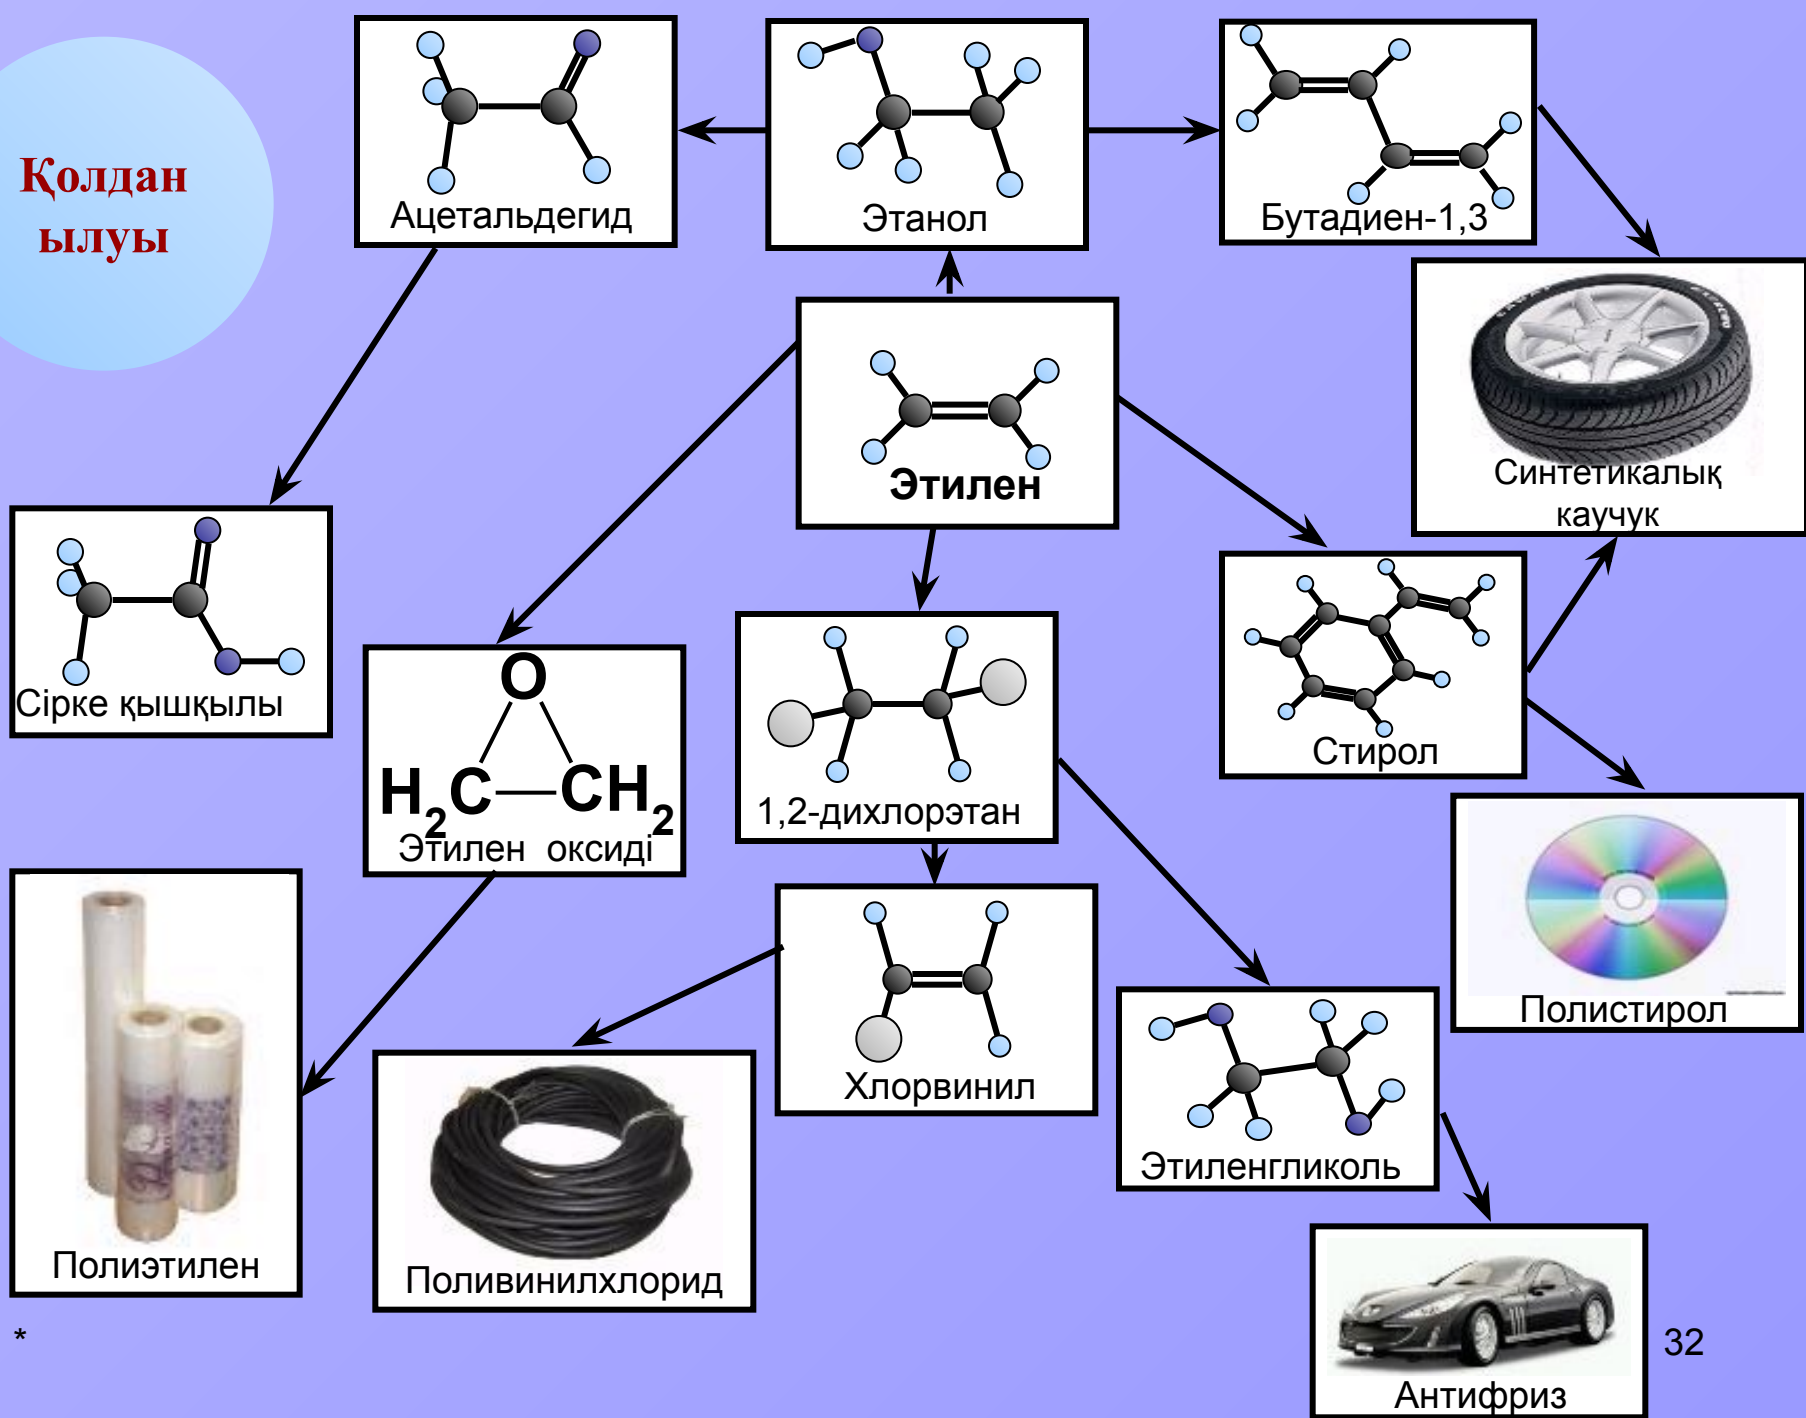 Қолдан
ылуы
Ацетальдегид
Этанол
Бутадиен-1,3
Этилен
Синтетикалық
каучук
Сірке қышқылы
O
H₂C—CH₂
Этилен оксиді
1,2-дихлорэтан
Стирол
Полистирол
Хлорвинил
Этиленгликоль
Полиэтилен
Поливинилхлорид
Антифриз
*
32